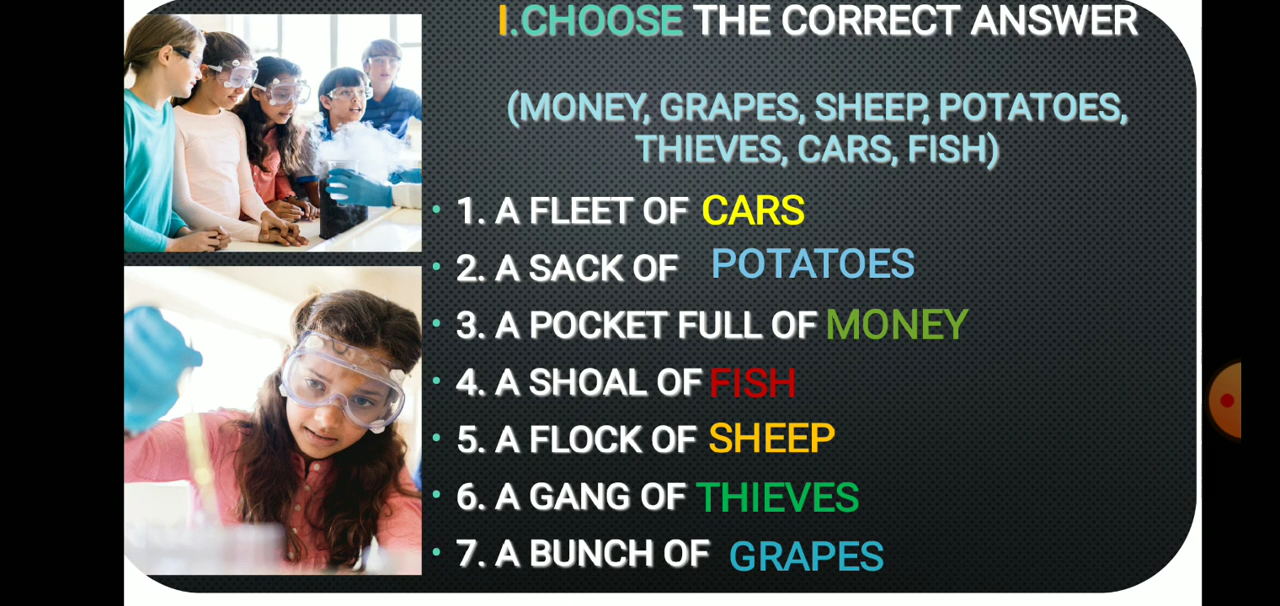 I.CHOOSE THE CORRECT ANSWER
(MONEY, GRAPES, SHEEP, POTATOES,
THIEVES, CARS, FISH)
• 1. A FLEET OF CARS
• 2. A SACK OF POTATOES
• 3. A POCKET FULL OF MONEY
• 4. A SHOAL OF FISH
• 5. A FLOCK OF SHEEP
• 6. A GANG OF THIEVES
• 7. A BUNCH OF GRAPES